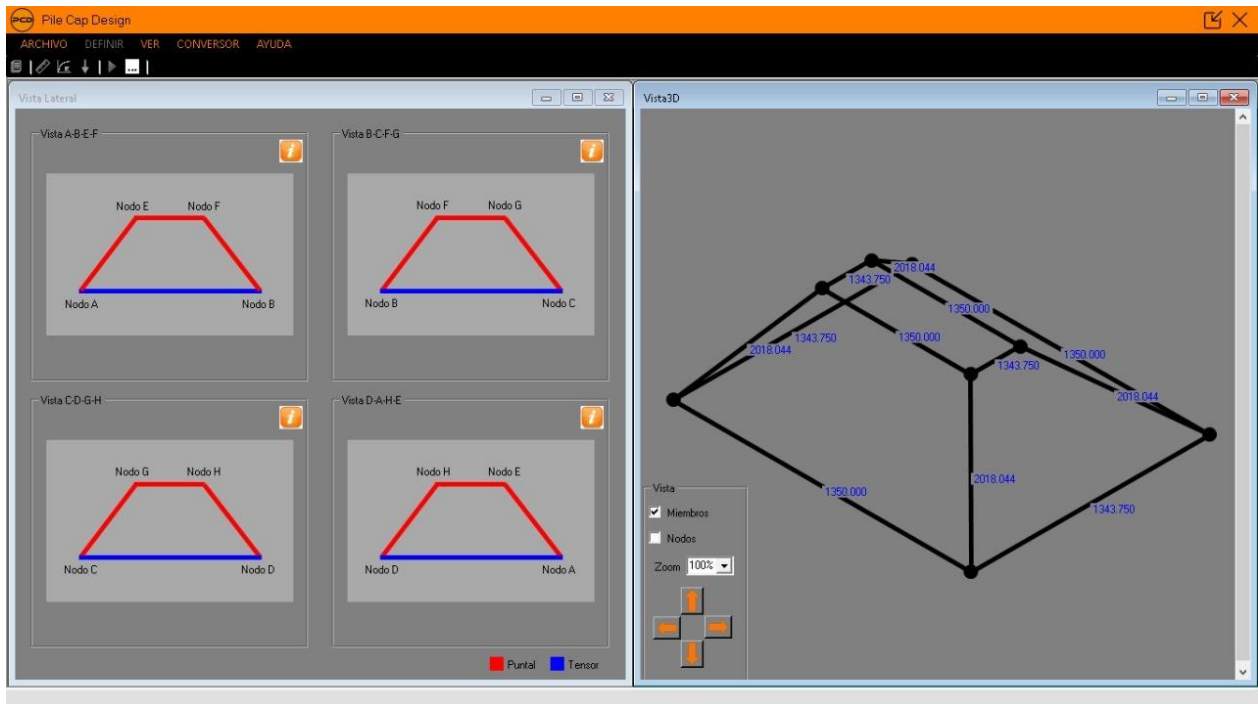 PCD Pile Cap Design
ARCHIVO DEFINIR VER CONVERSOR AYUDA
Vista Lateral
Vista A-B-E-F
Nodo E Nodo F
Nodo A Nodo B
Vista B-C-F-G
Nodo F Nodo G
Nodo B Nodo C
Vista C-D-G-H
Nodo G Nodo H
Nodo C Nodo D
Vista D-A-H-E
Nodo H Nodo E
Nodo D Nodo A
Puntal Tensor
Vista3D
2018.044
1343.750
1350.000
1343.750
1350.000
2018.044
1350.000
1343.750
2018.044
2018.044
1350.000
1343.750
Vista
Miembros
Nodos
Zoom 100%